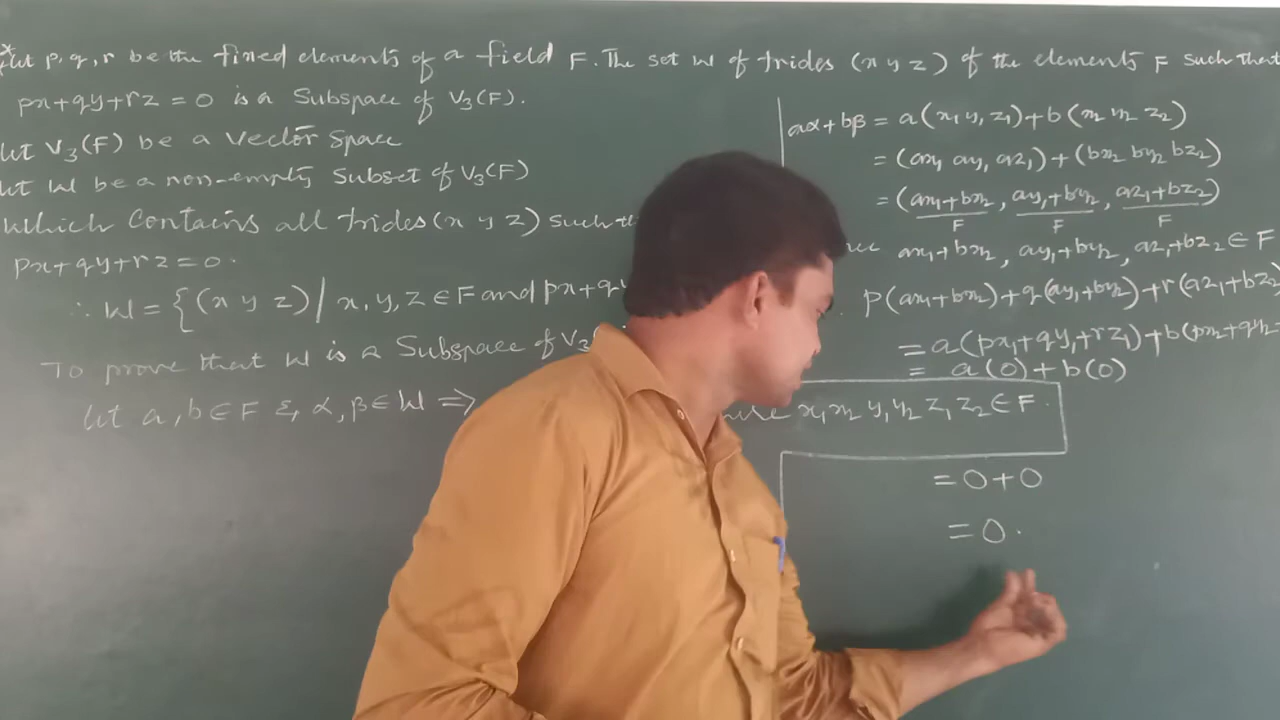 * Let p, q, r be the fixed elements of a field F. The set W of trides (x y z) of the elements F such that
px+qy+rz = 0 is a Subspace of V₃(F).
Let V₃(F) be a vector space
Let W be a non-empty subset of V₃(F)
which contains all trides (x y z) such
px+qy+rz = 0.
∴ W = {(x y z) / x, y, z ∈ F and px+qy
To prove that W is a Subspace of V₃
Let a, b ∈ F & α, β ∈ W ⇒
x₁ x₂ y₁ y₂ z₁ z₂ ∈ F.
aα+bβ = a(x₁ y₁ z₁)+b(x₂ y₂ z₂)
= (ax₁ ay₁ az₁)+(bx₂ by₂ bz₂)
= (ax₁+bx₂, ay₁+by₂, az₁+bz₂)
F F F
ax₁+bx₂, ay₁+by₂, az₁+bz₂ ∈ F
p(ax₁+bx₂)+q(ay₁+by₂)+r(az₁+bz₂)
= a(px₁+qy₁+rz₁)+b(px₂+qy₂
= a(0)+b(0)
= 0+0
= 0.